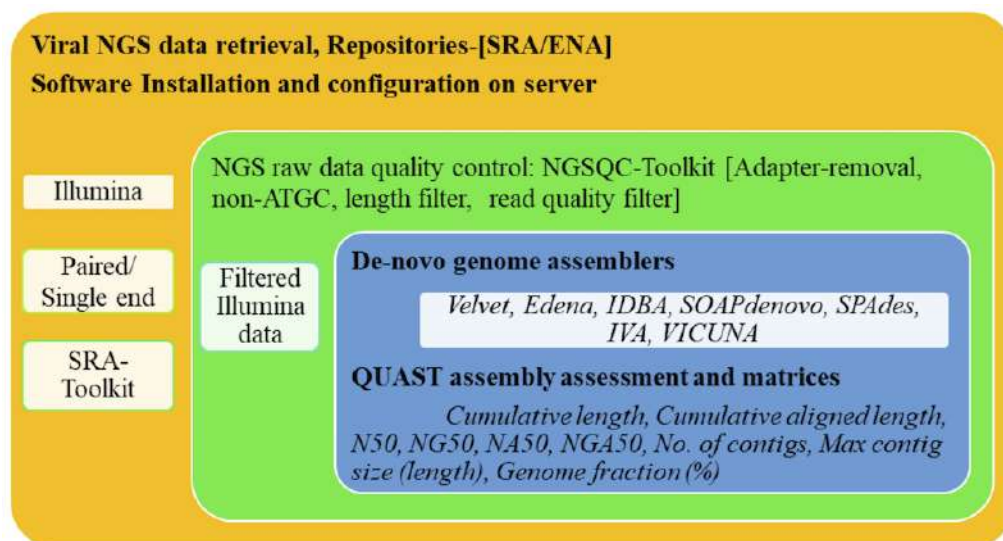 Viral NGS data retrieval, Repositories-[SRA/ENA]
Software Installation and configuration on server
Illumina
Paired/
Single end
SRA-
Toolkit
NGS raw data quality control: NGSQC-Toolkit [Adapter-removal,
non-ATGC, length filter, read quality filter]
Filtered
Illumina
data
De-novo genome assemblers
Velvet, Edena, IDBA, SOAPdenovo, SPAdes,
IVA, VICUNA
QUAST assembly assessment and matrices
Cumulative length, Cumulative aligned length,
N50, NG50, NA50, NGA50, No. of contigs, Max contig
size (length), Genome fraction (%)